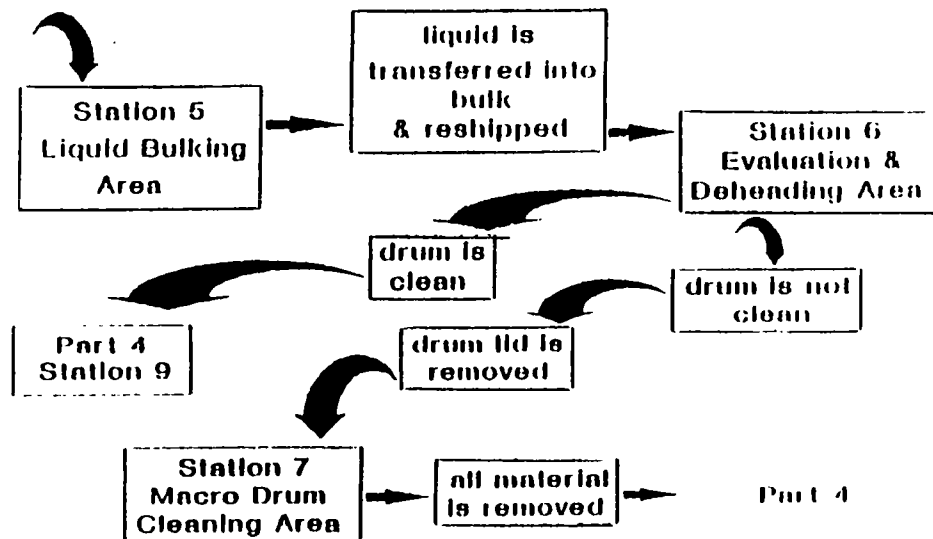 Station 5
Liquid Bulking
Area
liquid is
transferred into
bulk
& reshipped
Station 6
Evaluation &
Deheading Area
drum is
clean
drum is not
clean
Part 4
Station 9
drum lid is
removed
Station 7
Macro Drum
Cleaning Area
all material
is removed
Part 4